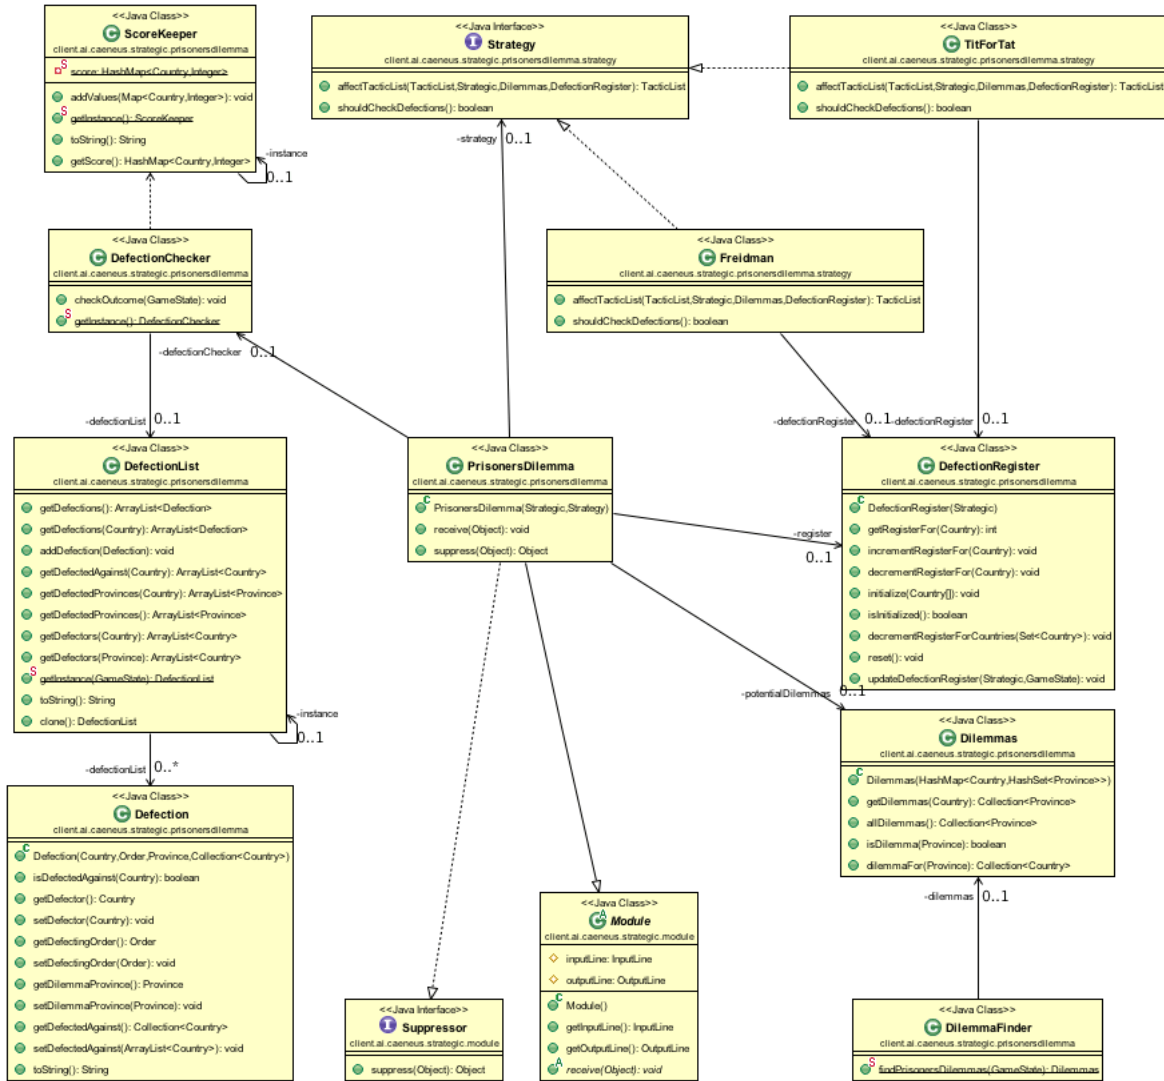 <<Java Class>>
ScoreKeeper
client.ai.caeneus.strategic.prisonersdilemma
score: HashMap<Country,Integer>
addValues(Map<Country,Integer>): void
getInstance(): ScoreKeeper
toString(): String
getScore(): HashMap<Country,Integer>
-instance
0..1
<<Java Interface>>
Strategy
client.ai.caeneus.strategic.prisonersdilemma.strategy
affectTacticList(TacticList,Strategic,Dilemmas,DefectionRegister): TacticList
shouldCheckDefections(): boolean
-strategy
0..1
<<Java Class>>
TitForTat
client.ai.caeneus.strategic.prisonersdilemma.strategy
affectTacticList(TacticList,Strategic,Dilemmas,DefectionRegister): TacticList
shouldCheckDefections(): boolean
<<Java Class>>
DefectionChecker
client.ai.caeneus.strategic.prisonersdilemma
checkOutcome(GameState): void
getInstance(): DefectionChecker
-defectionChecker
0..1
<<Java Class>>
Freidman
client.ai.caeneus.strategic.prisonersdilemma.strategy
affectTacticList(TacticList,Strategic,Dilemmas,DefectionRegister): TacticList
shouldCheckDefections(): boolean
-defectionList
0..1
-defectionRegister
0..1
-defectionRegister
0..1
<<Java Class>>
DefectionList
client.ai.caeneus.strategic.prisonersdilemma
getDefections(): ArrayList<Defection>
getDefections(Country): ArrayList<Defection>
addDefection(Defection): void
getDefectedAgainst(Country): ArrayList<Country>
getDefectedProvinces(Country): ArrayList<Province>
getDefectedProvinces(): ArrayList<Province>
getDefectors(Country): ArrayList<Country>
getDefectors(Province): ArrayList<Country>
getInstance(GameState): DefectionList
toString(): String
clone(): DefectionList
-instance
0..1
<<Java Class>>
PrisonersDilemma
client.ai.caeneus.strategic.prisonersdilemma
PrisonersDilemma(Strategic,Strategy)
receive(Object): void
suppress(Object): Object
-register
0..1
<<Java Class>>
DefectionRegister
client.ai.caeneus.strategic.prisonersdilemma
DefectionRegister(Strategic)
getRegisterFor(Country): int
incrementRegisterFor(Country): void
decrementRegisterFor(Country): void
initialize(Country[]): void
isInitialized(): boolean
decrementRegisterForCountries(Set<Country>): void
reset(): void
updateDefectionRegister(Strategic,GameState): void
-potentialDilemmas
0..1
<<Java Class>>
Dilemmas
client.ai.caeneus.strategic.prisonersdilemma
Dilemmas(HashMap<Country,HashSet<Province>>)
getDilemmas(Country): Collection<Province>
allDilemmas(): Collection<Province>
isDilemma(Province): boolean
dilemmaFor(Province): Collection<Country>
-defectionList
0..*
<<Java Class>>
Defection
client.ai.caeneus.strategic.prisonersdilemma
Defection(Country,Order,Province,Collection<Country>)
isDefectedAgainst(Country): boolean
getDefector(): Country
setDefector(Country): void
getDefectingOrder(): Order
setDefectingOrder(Order): void
getDilemmaProvince(): Province
setDilemmaProvince(Province): void
getDefectedAgainst(): Collection<Country>
setDefectedAgainst(ArrayList<Country>): void
toString(): String
<<Java Interface>>
Suppressor
client.ai.caeneus.strategic.module
suppress(Object): Object
<<Java Class>>
Module
client.ai.caeneus.strategic.module
inputLine: InputLine
outputLine: OutputLine
Module()
getInputLine(): InputLine
getOutputLine(): OutputLine
receive(Object): void
-dilemmas
0..1
<<Java Class>>
DilemmaFinder
client.ai.caeneus.strategic.prisonersdilemma
findPrisonersDilemmas(GameState): Dilemmas